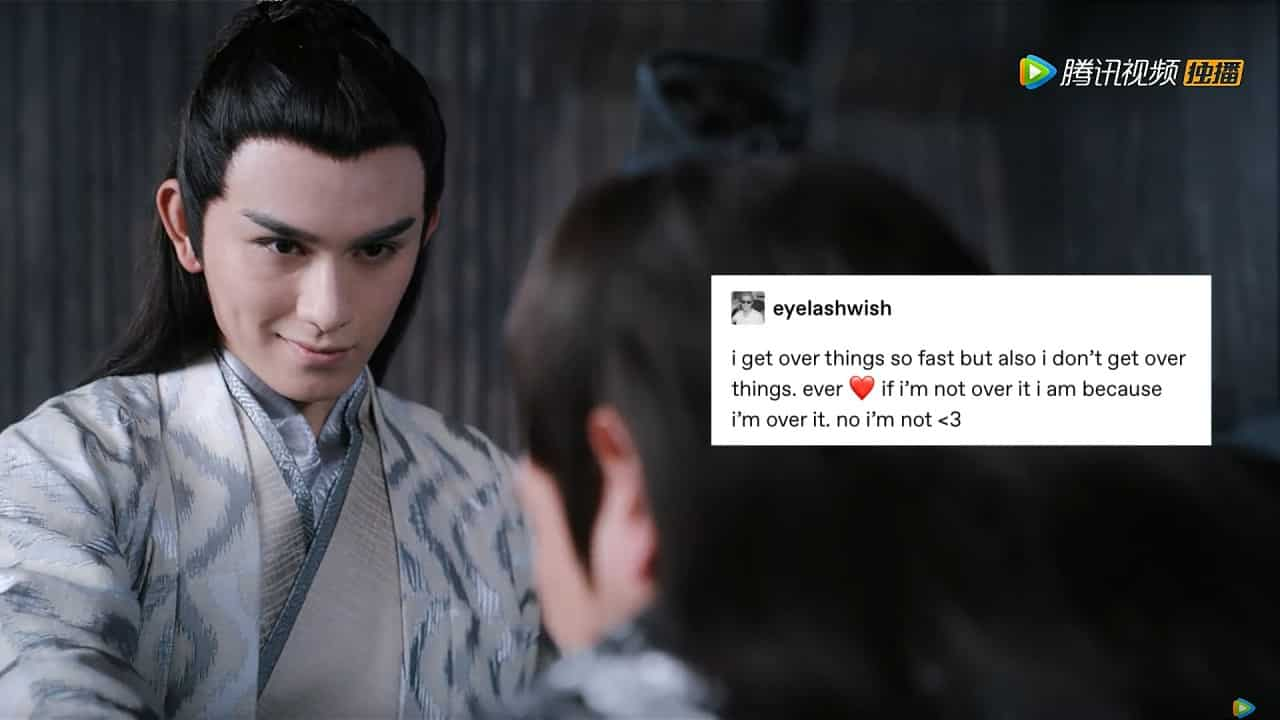 腾讯视频 独播
eyelashwish
i get over things so fast but also i don’t get over
things. ever ❤️ if i’m not over it i am because
i’m over it. no i’m not <3